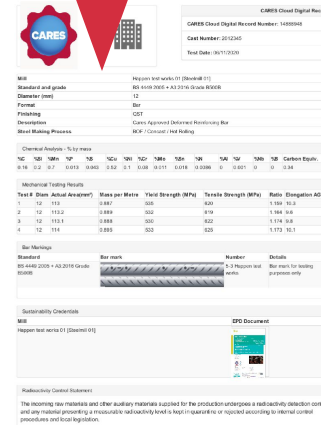 CARES
CARES Cloud Digital Rec
CARES Cloud Digital Record Number: 14888948
Cast Number: 2012345
Test Date: 06/11/2020
Mill Heppen test works 01 [Steelmill 01]
Standard and grade BS 4449:2005 + A3:2016 Grade B500B
Diameter (mm) 12
Format Bar
Finishing QST
Description Cares Approved Deformed Reinforcing Bar
Steel Making Process BOF / Concast / Hot Rolling
Chemical Analysis - % by mass
%C %Si %Mn %P %S %Cu %Ni %Cr %Mo %Sn %N %Al %V %Nb %B Carbon Equiv.
0.16 0.2 0.7 0.013 0.043 0.52 0.1 0.08 0.011 0.019 0.0086 0 0.021 0 0 0.34
Mechanical Testing Results
Test # Diam Actual Area(mm²) Mass per Metre Yield Strength (MPa) Tensile Strength (MPa) Ratio Elongation AG
1 12 113 0.887 535 620 1.159 10.3
2 12 113.2 0.889 532 619 1.164 9.8
3 12 113.1 0.888 530 622 1.174 9.8
4 12 114 0.895 532 625 1.173 10.1
Bar Markings
Standard Bar mark Number Details
BS 4449:2005 + A3:2016 Grade 5-3 Heppen test Bar mark for testing
B500B works purposes only
Sustainability Credentials
Mill EPD Document
Heppen test works 01 [Steelmill 01]
Radioactivity Control Statement
The incoming raw materials and other auxiliary materials supplied for the production undergoes a radioactivity detection cont
and any material presenting a measurable radioactivity level is kept in quarantine or rejected according to internal control
procedures and local legislation.